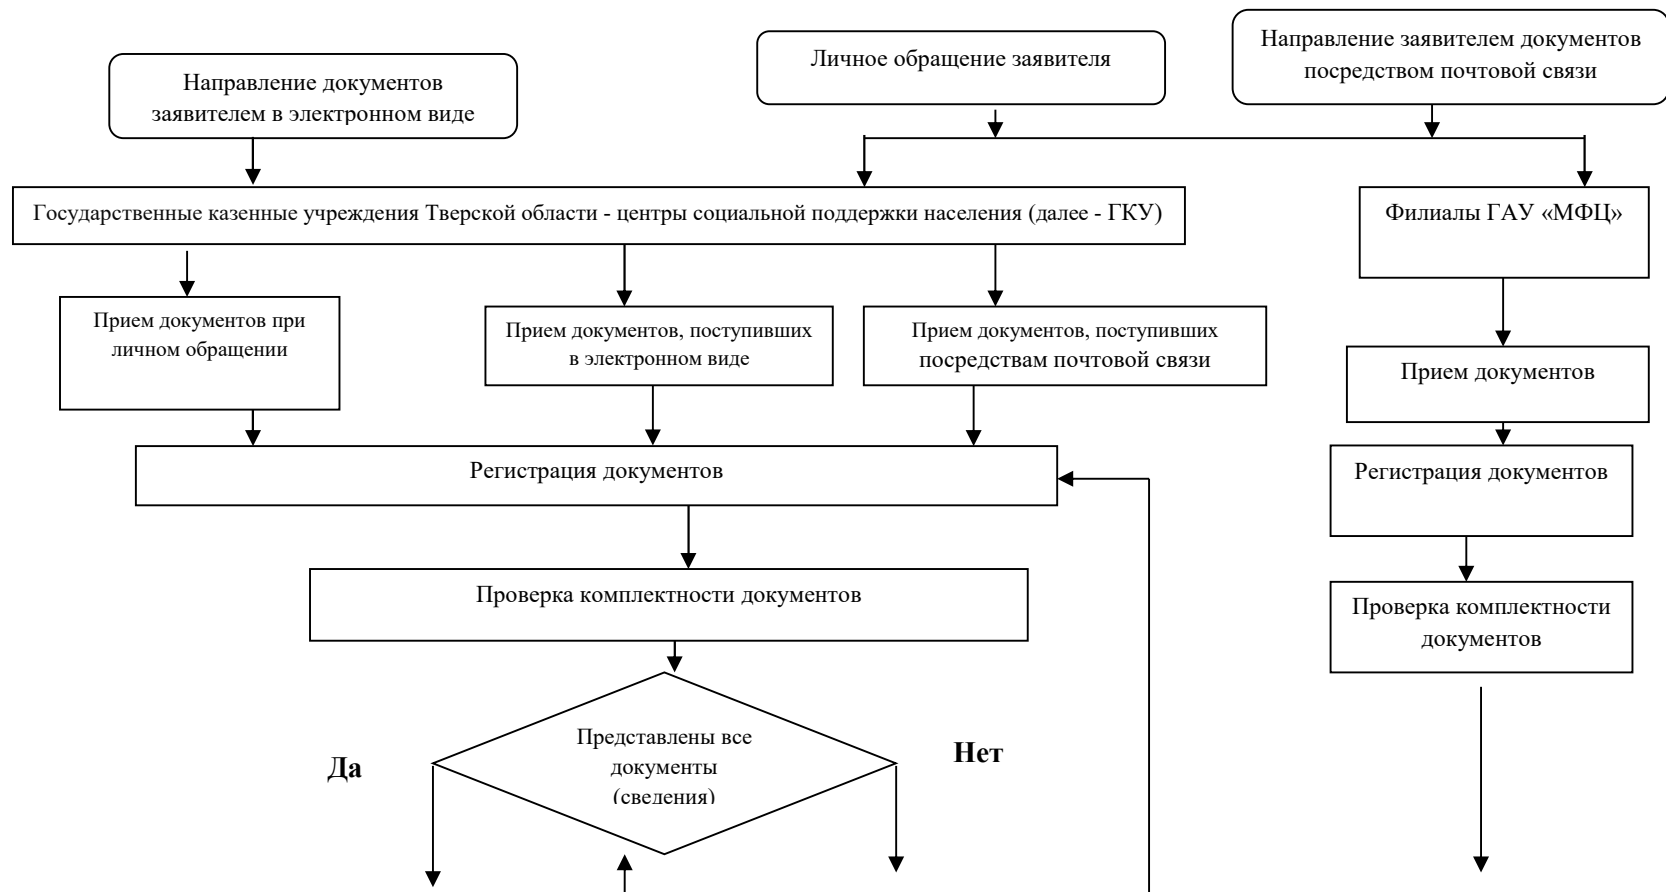 Направление документов
заявителем в электронном виде
Личное обращение заявителя
Направление заявителем документов
посредством почтовой связи
Государственные казенные учреждения Тверской области - центры социальной поддержки населения (далее - ГКУ)
Филиалы ГАУ «МФЦ»
Прием документов при
личном обращении
Прием документов, поступивших
в электронном виде
Прием документов, поступивших
посредствам почтовой связи
Прием документов
Регистрация документов
Регистрация документов
Проверка комплектности документов
Проверка комплектности
документов
Представлены все
документы
(сведения)
Да
Нет